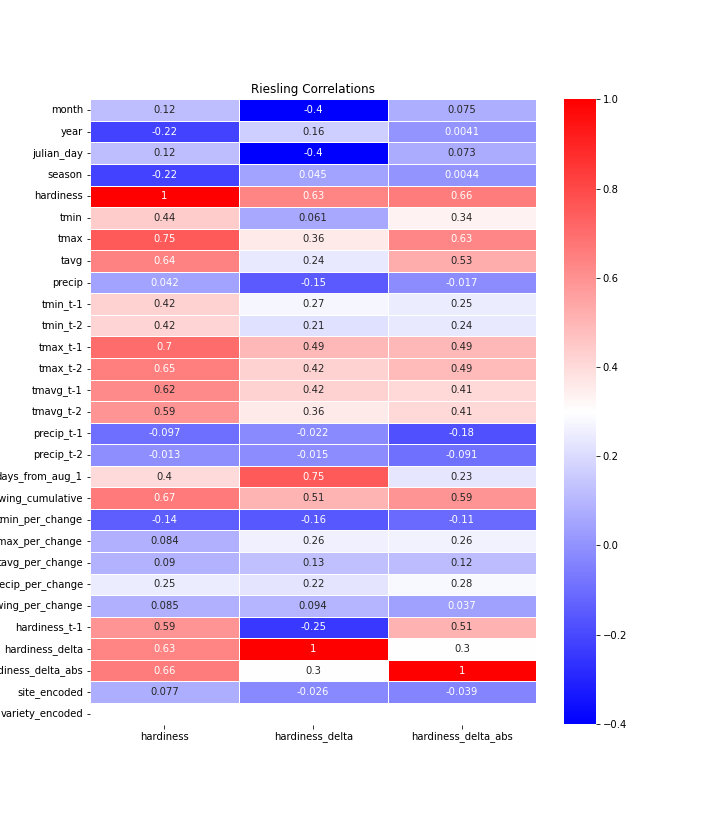 Riesling Correlations
month 0.12 -0.4 0.075
year -0.22 0.16 0.0041
julian_day 0.12 -0.4 0.073
season -0.22 0.045 0.0044
hardiness 1 0.63 0.66
tmin 0.44 0.061 0.34
tmax 0.75 0.36 0.63
tavg 0.64 0.24 0.53
precip 0.042 -0.15 -0.017
tmin_t-1 0.42 0.27 0.25
tmin_t-2 0.42 0.21 0.24
tmax_t-1 0.7 0.49 0.49
tmax_t-2 0.65 0.42 0.49
tmavg_t-1 0.62 0.42 0.41
tmavg_t-2 0.59 0.36 0.41
precip_t-1 -0.097 -0.022 -0.18
precip_t-2 -0.013 -0.015 -0.091
days_from_aug_1 0.4 0.75 0.23
wing_cumulative 0.67 0.51 0.59
tmin_per_change -0.14 -0.16 -0.11
max_per_change 0.084 0.26 0.26
tavg_per_change 0.09 0.13 0.12
ecip_per_change 0.25 0.22 0.28
wing_per_change 0.085 0.094 0.037
hardiness_t-1 0.59 -0.25 0.51
hardiness_delta 0.63 1 0.3
diness_delta_abs 0.66 0.3 1
site_encoded 0.077 -0.026 -0.039
variety_encoded
hardiness hardiness_delta hardiness_delta_abs
1.0
0.8
0.6
0.4
0.2
0.0
−0.2
−0.4